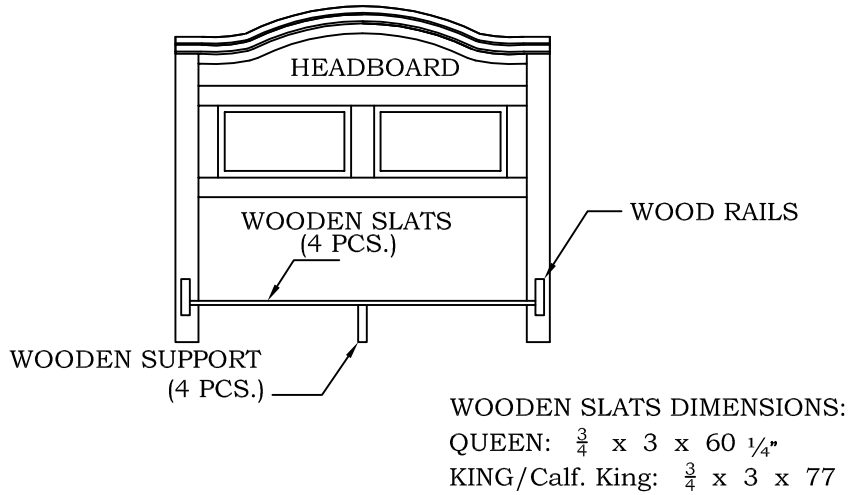 HEADBOARD
WOODEN SLATS
(4 PCS.)
WOOD RAILS
WOODEN SUPPORT
(4 PCS.)
WOODEN SLATS DIMENSIONS:
QUEEN: 3/4 x 3 x 60 1/4"
KING/Calf. King: 3/4 x 3 x 77